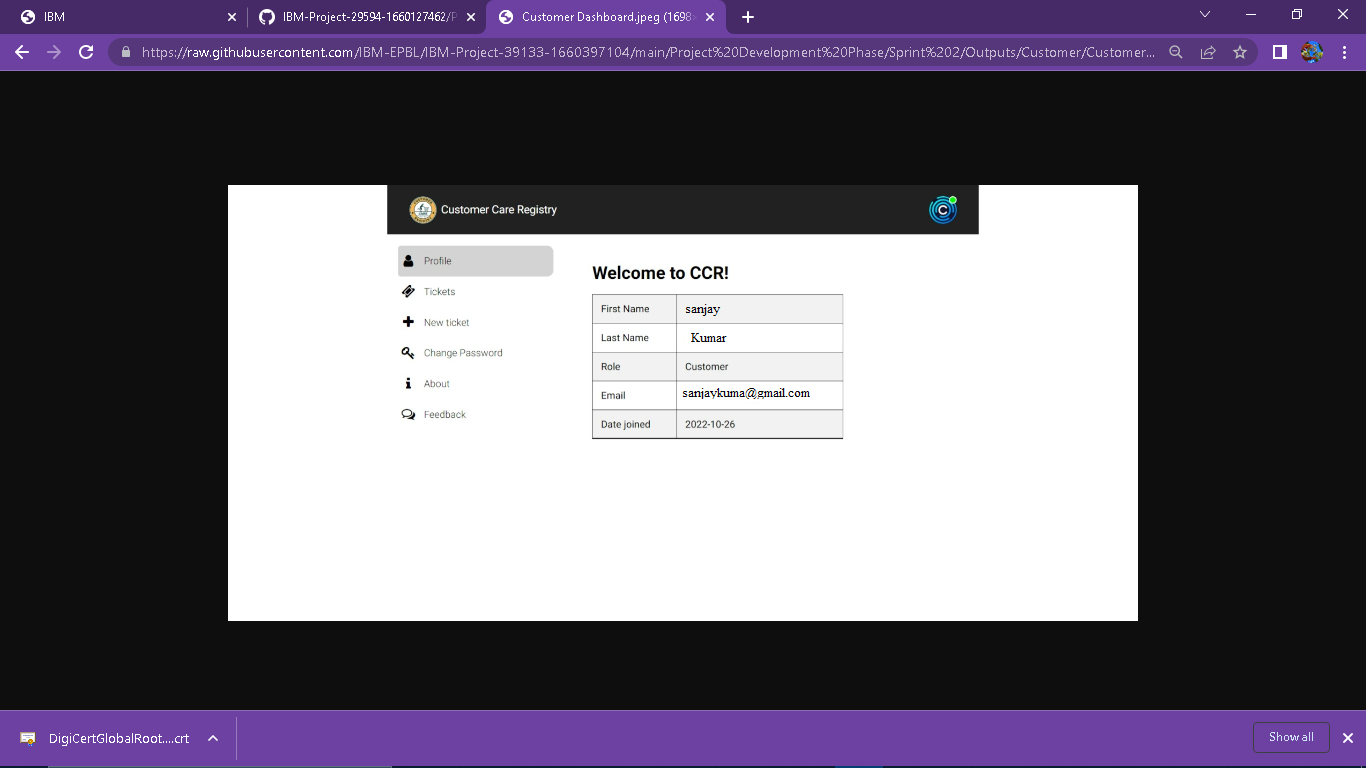 IBM
IBM-Project-29594-1660127462/P
Customer Dashboard.jpeg (1698×
https://raw.githubusercontent.com/IBM-EPBL/IBM-Project-39133-1660397104/main/Project%20Development%20Phase/Sprint%202/Outputs/Customer/Customer...
Customer Care Registry
Profile
Tickets
New ticket
Change Password
About
Feedback
Welcome to CCR!
First Name sanjay
Last Name Kumar
Role Customer
Email sanjaykuma@gmail.com
Date joined 2022-10-26
DigiCertGlobalRoot....crt
Show all